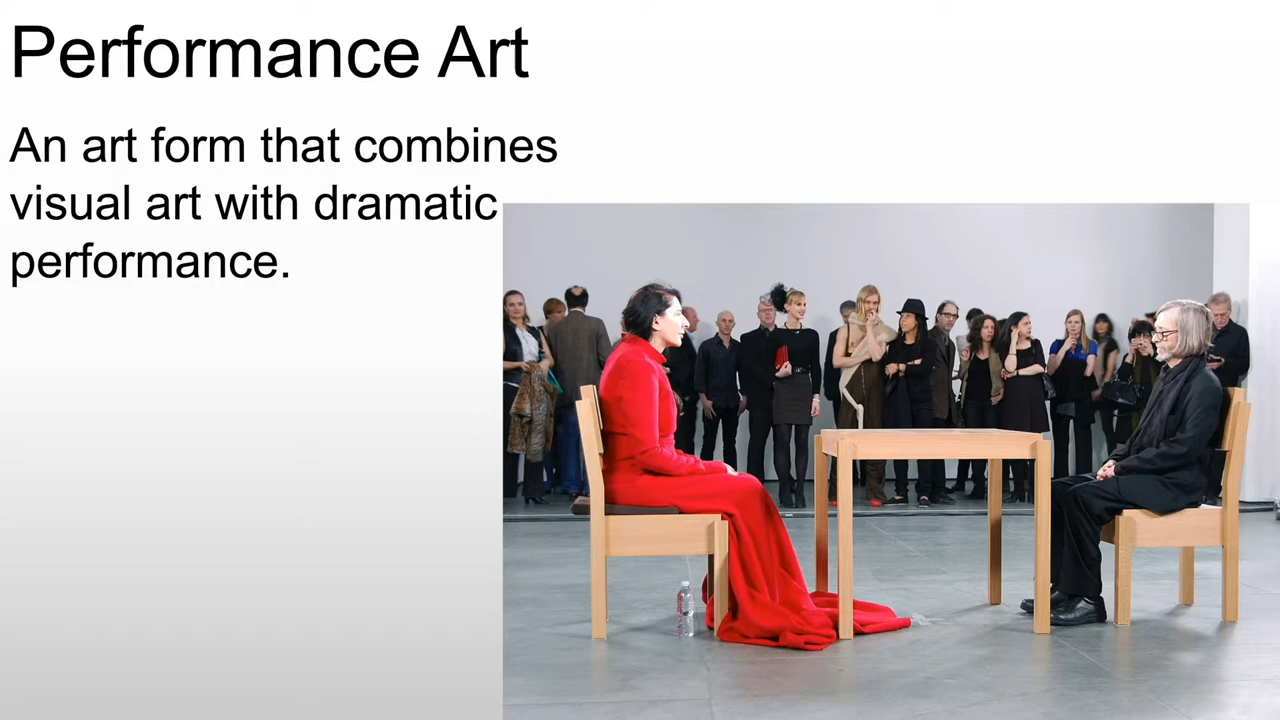 Performance Art
An art form that combines
visual art with dramatic
performance.